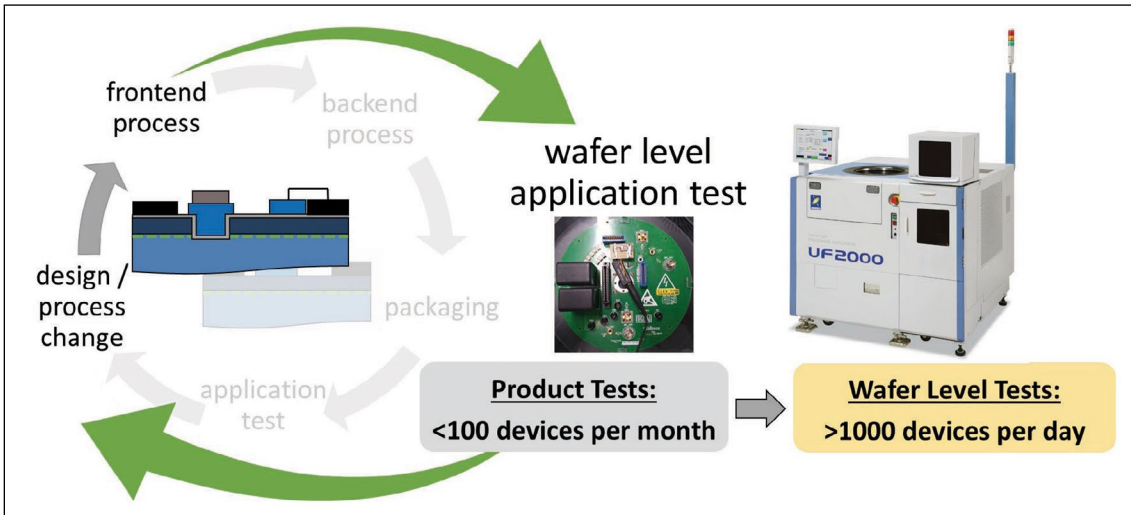 frontend
process
backend
process
wafer level
application test
design /
process
change
packaging
application
test
UF2000
Product Tests:
<100 devices per month
Wafer Level Tests:
>1000 devices per day